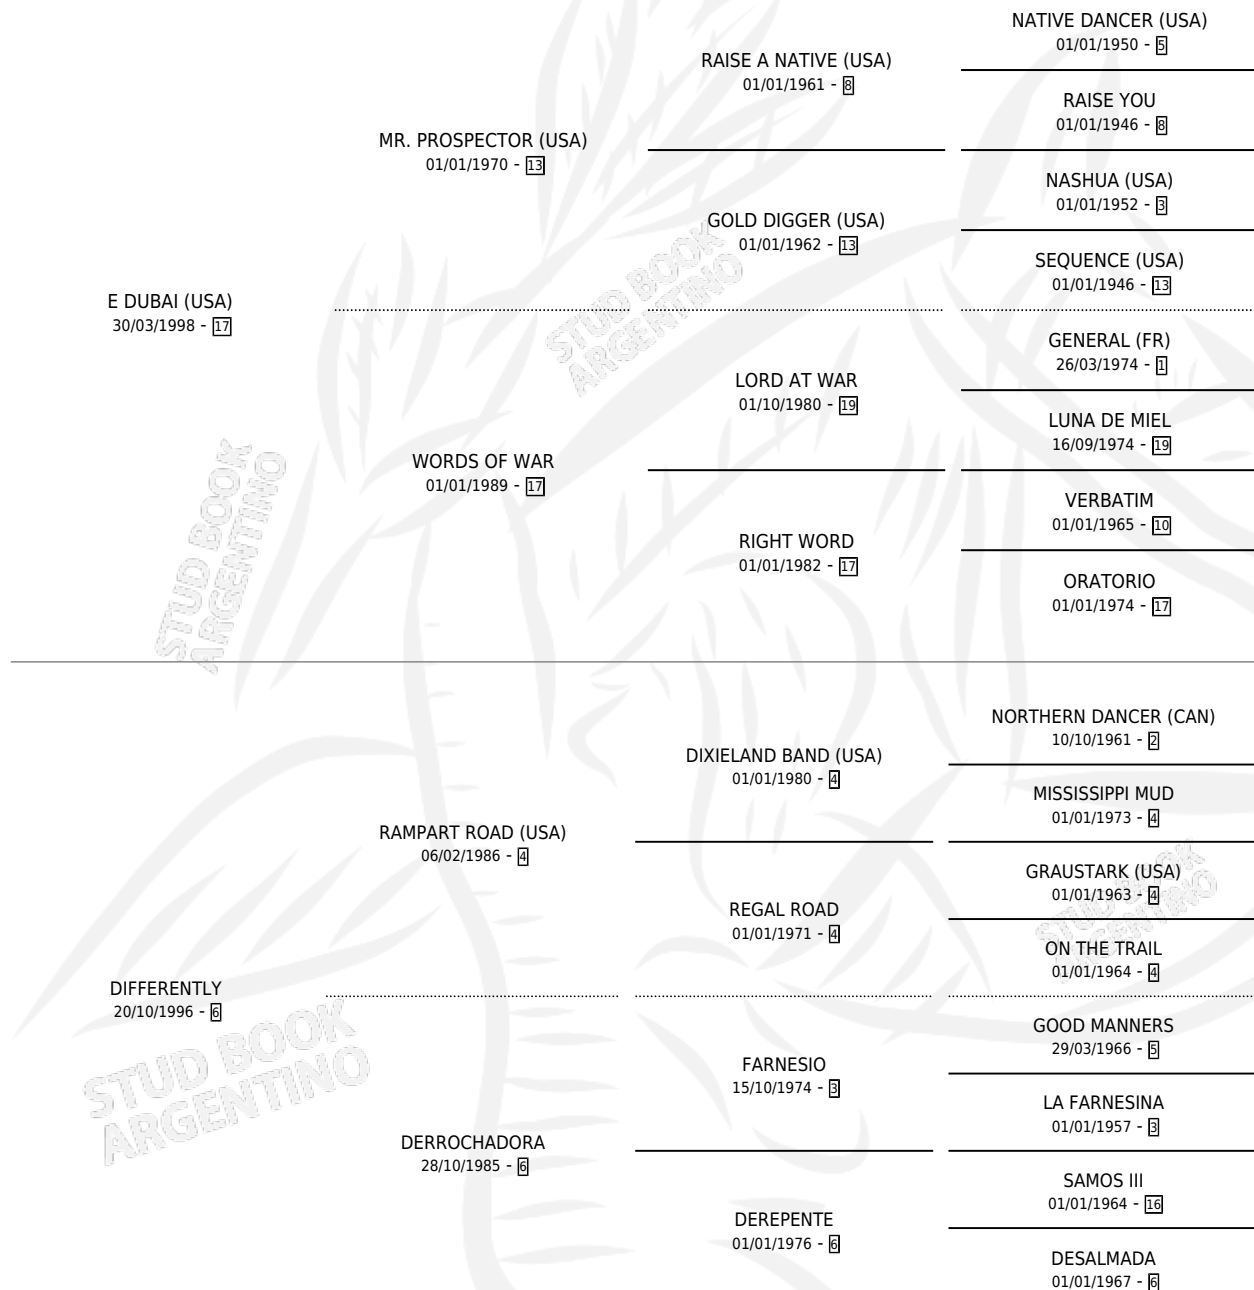 NATIVE DANCER (USA)
01/01/1950 - 5
RAISE A NATIVE (USA)
01/01/1961 - 8
RAISE YOU
01/01/1946 - 8
MR. PROSPECTOR (USA)
01/01/1970 - 13
NASHUA (USA)
01/01/1952 - 3
GOLD DIGGER (USA)
01/01/1962 - 13
SEQUENCE (USA)
01/01/1946 - 13
E DUBAI (USA)
30/03/1998 - 17
GENERAL (FR)
26/03/1974 - 1
LORD AT WAR
01/10/1980 - 19
LUNA DE MIEL
16/09/1974 - 19
WORDS OF WAR
01/01/1989 - 17
VERBATIM
01/01/1965 - 10
RIGHT WORD
01/01/1982 - 17
ORATORIO
01/01/1974 - 17
NORTHERN DANCER (CAN)
10/10/1961 - 2
DIXIELAND BAND (USA)
01/01/1980 - 4
MISSISSIPPI MUD
01/01/1973 - 4
RAMPART ROAD (USA)
06/02/1986 - 4
GRAUSTARK (USA)
01/01/1963 - 4
REGAL ROAD
01/01/1971 - 4
ON THE TRAIL
01/01/1964 - 4
DIFFERENTLY
20/10/1996 - 6
GOOD MANNERS
29/03/1966 - 5
FARNESIO
15/10/1974 - 3
LA FARNESINA
01/01/1957 - 3
DERROCHADORA
28/10/1985 - 6
SAMOS III
01/01/1964 - 16
DEREPENTE
01/01/1976 - 6
DESALMADA
01/01/1967 - 6
STUD BOOK
ARGENTINO
STUD BOOK
ARGENTINO
STUD BOOK
ARGENTINO
STUD BOOK
ARGENTINO